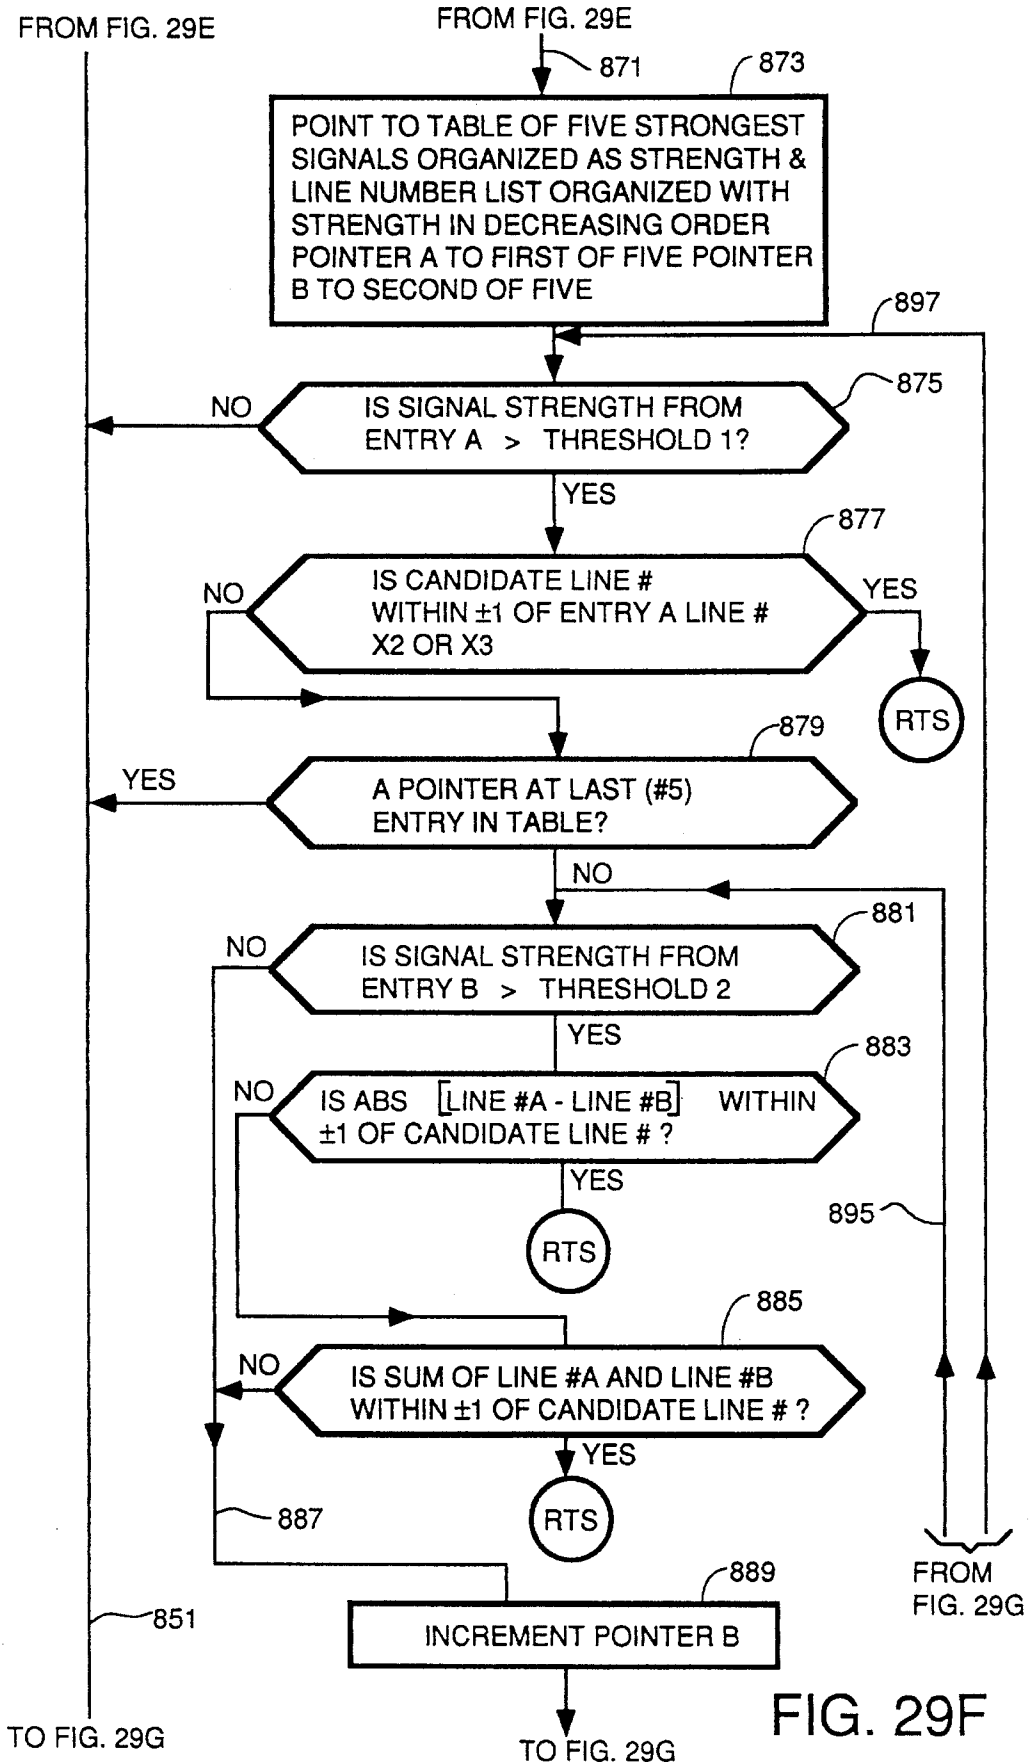 FROM FIG. 29E
FROM FIG. 29E
871
873
POINT TO TABLE OF FIVE STRONGEST
SIGNALS ORGANIZED AS STRENGTH &
LINE NUMBER LIST ORGANIZED WITH
STRENGTH IN DECREASING ORDER
POINTER A TO FIRST OF FIVE POINTER
B TO SECOND OF FIVE
897
875
NO
IS SIGNAL STRENGTH FROM
ENTRY A > THRESHOLD 1?
YES
877
NO
IS CANDIDATE LINE #
WITHIN ±1 OF ENTRY A LINE #
X2 OR X3
YES
RTS
879
YES
A POINTER AT LAST (#5)
ENTRY IN TABLE?
NO
881
NO
IS SIGNAL STRENGTH FROM
ENTRY B > THRESHOLD 2
YES
883
NO
IS ABS [LINE #A - LINE #B] WITHIN
±1 OF CANDIDATE LINE # ?
YES
895
RTS
885
NO
IS SUM OF LINE #A AND LINE #B
WITHIN ±1 OF CANDIDATE LINE # ?
YES
RTS
887
FROM
FIG. 29G
889
851
INCREMENT POINTER B
FIG. 29F
TO FIG. 29G
TO FIG. 29G